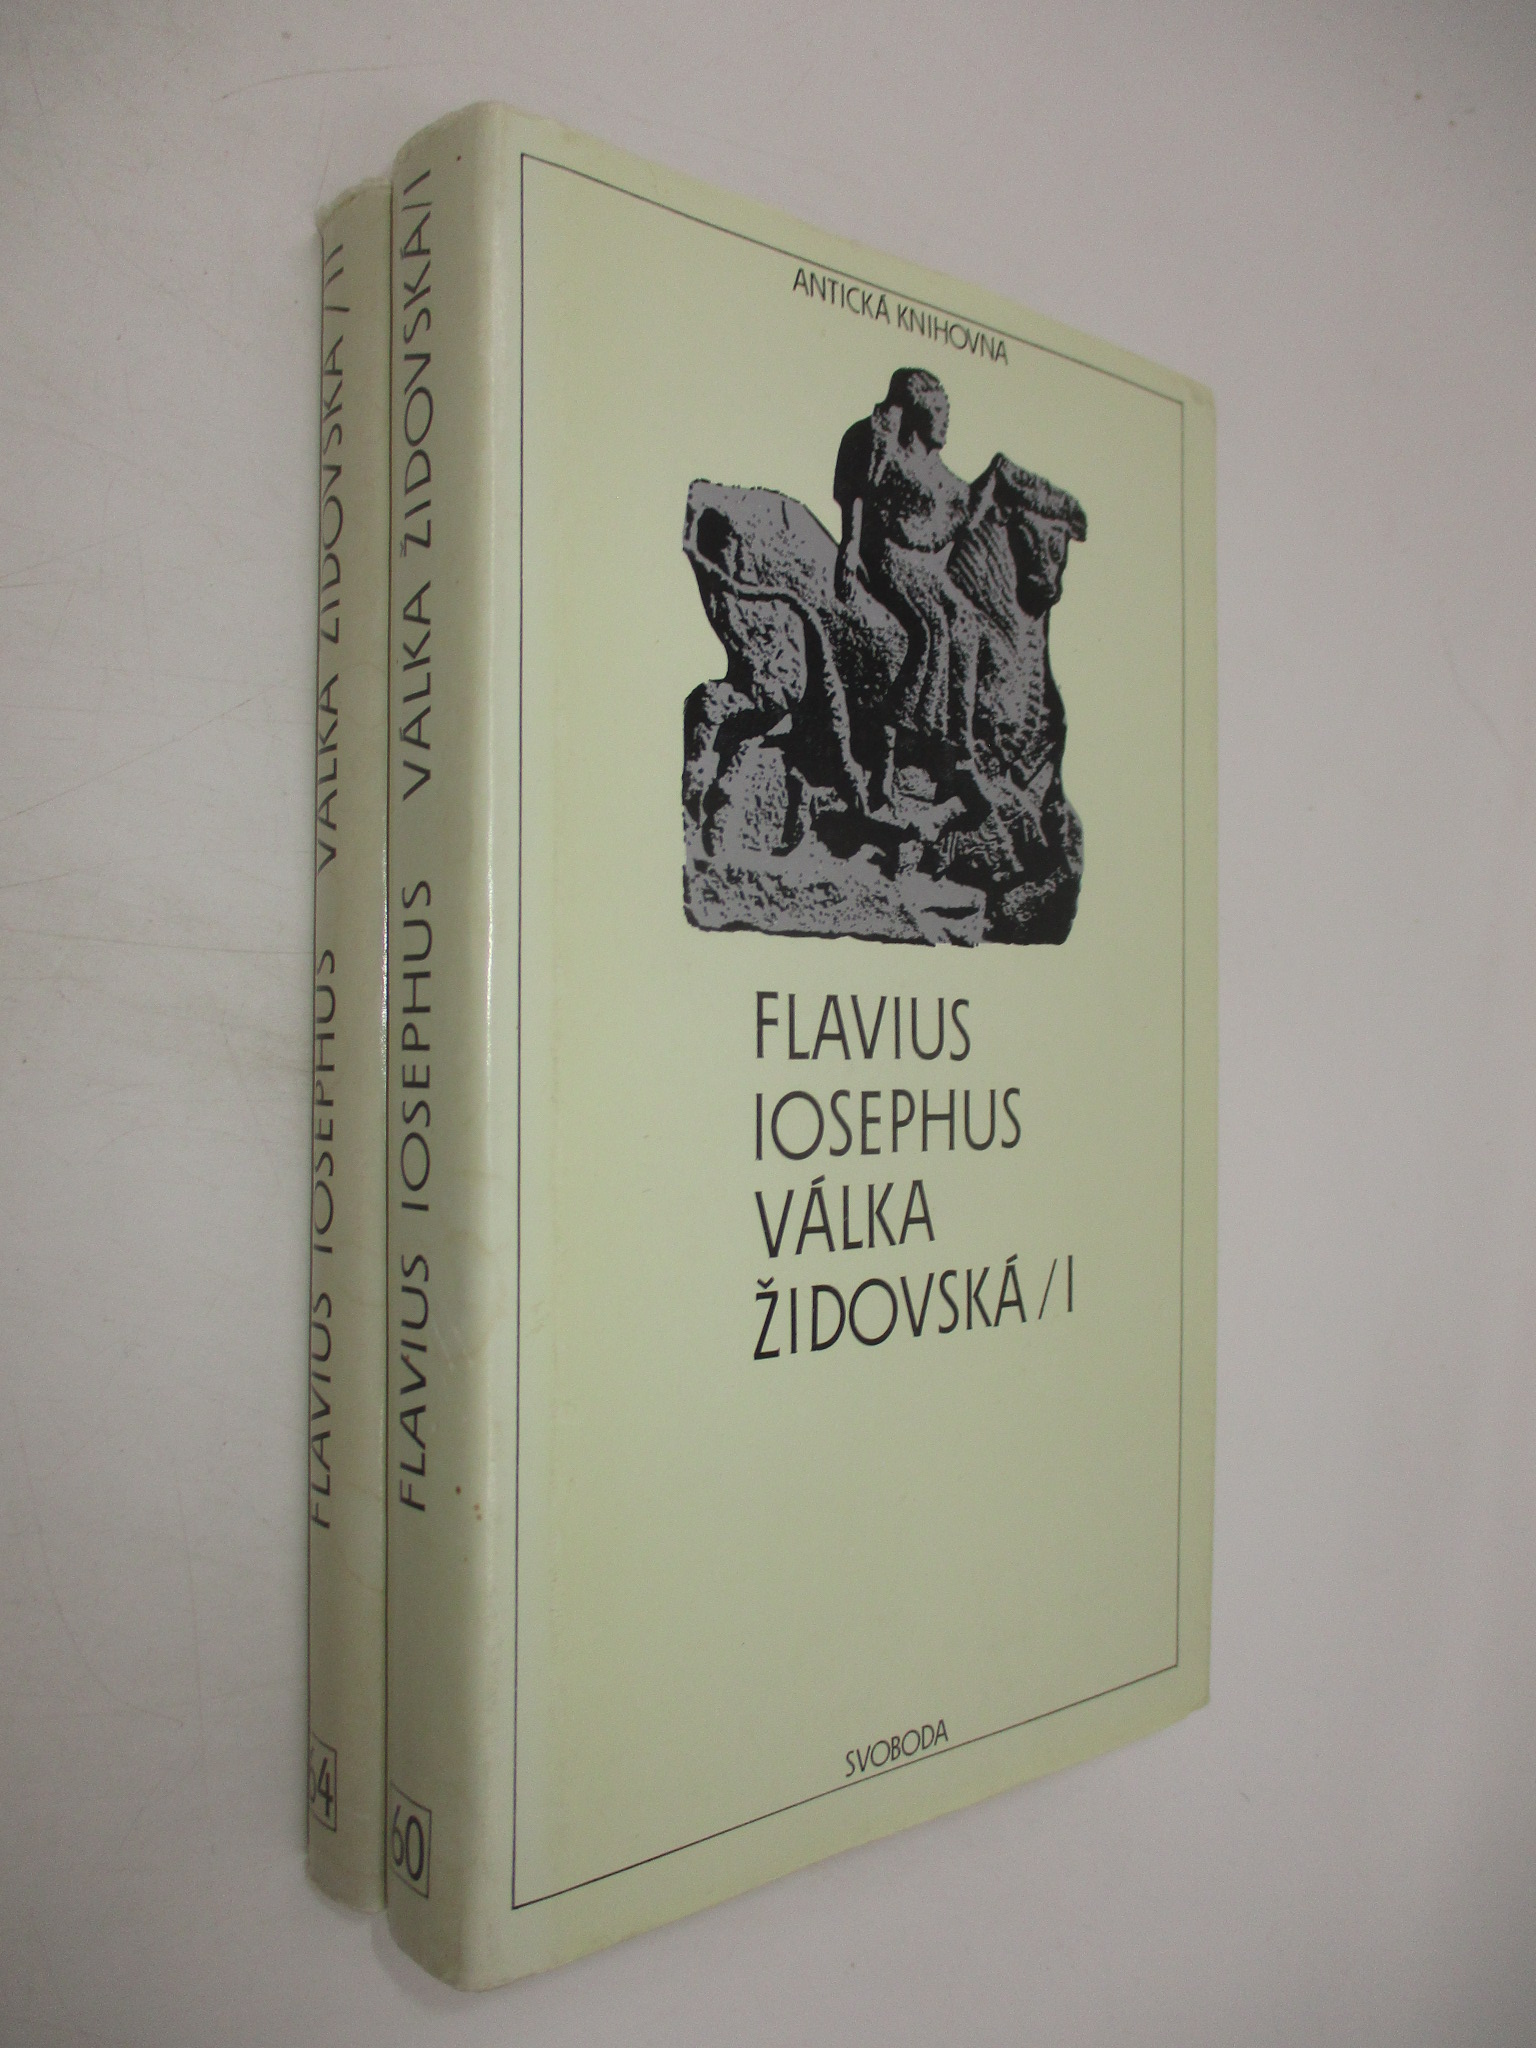 FLAVIUS IOSEPHUS VÁLKA ŽIDOVSKÁ / II
64
FLAVIUS IOSEPHUS VÁLKA ŽIDOVSKÁ/I
60
ANTICKÁ KNIHOVNA
FLAVIUS
IOSEPHUS
VÁLKA
ŽIDOVSKÁ/I
SVOBODA